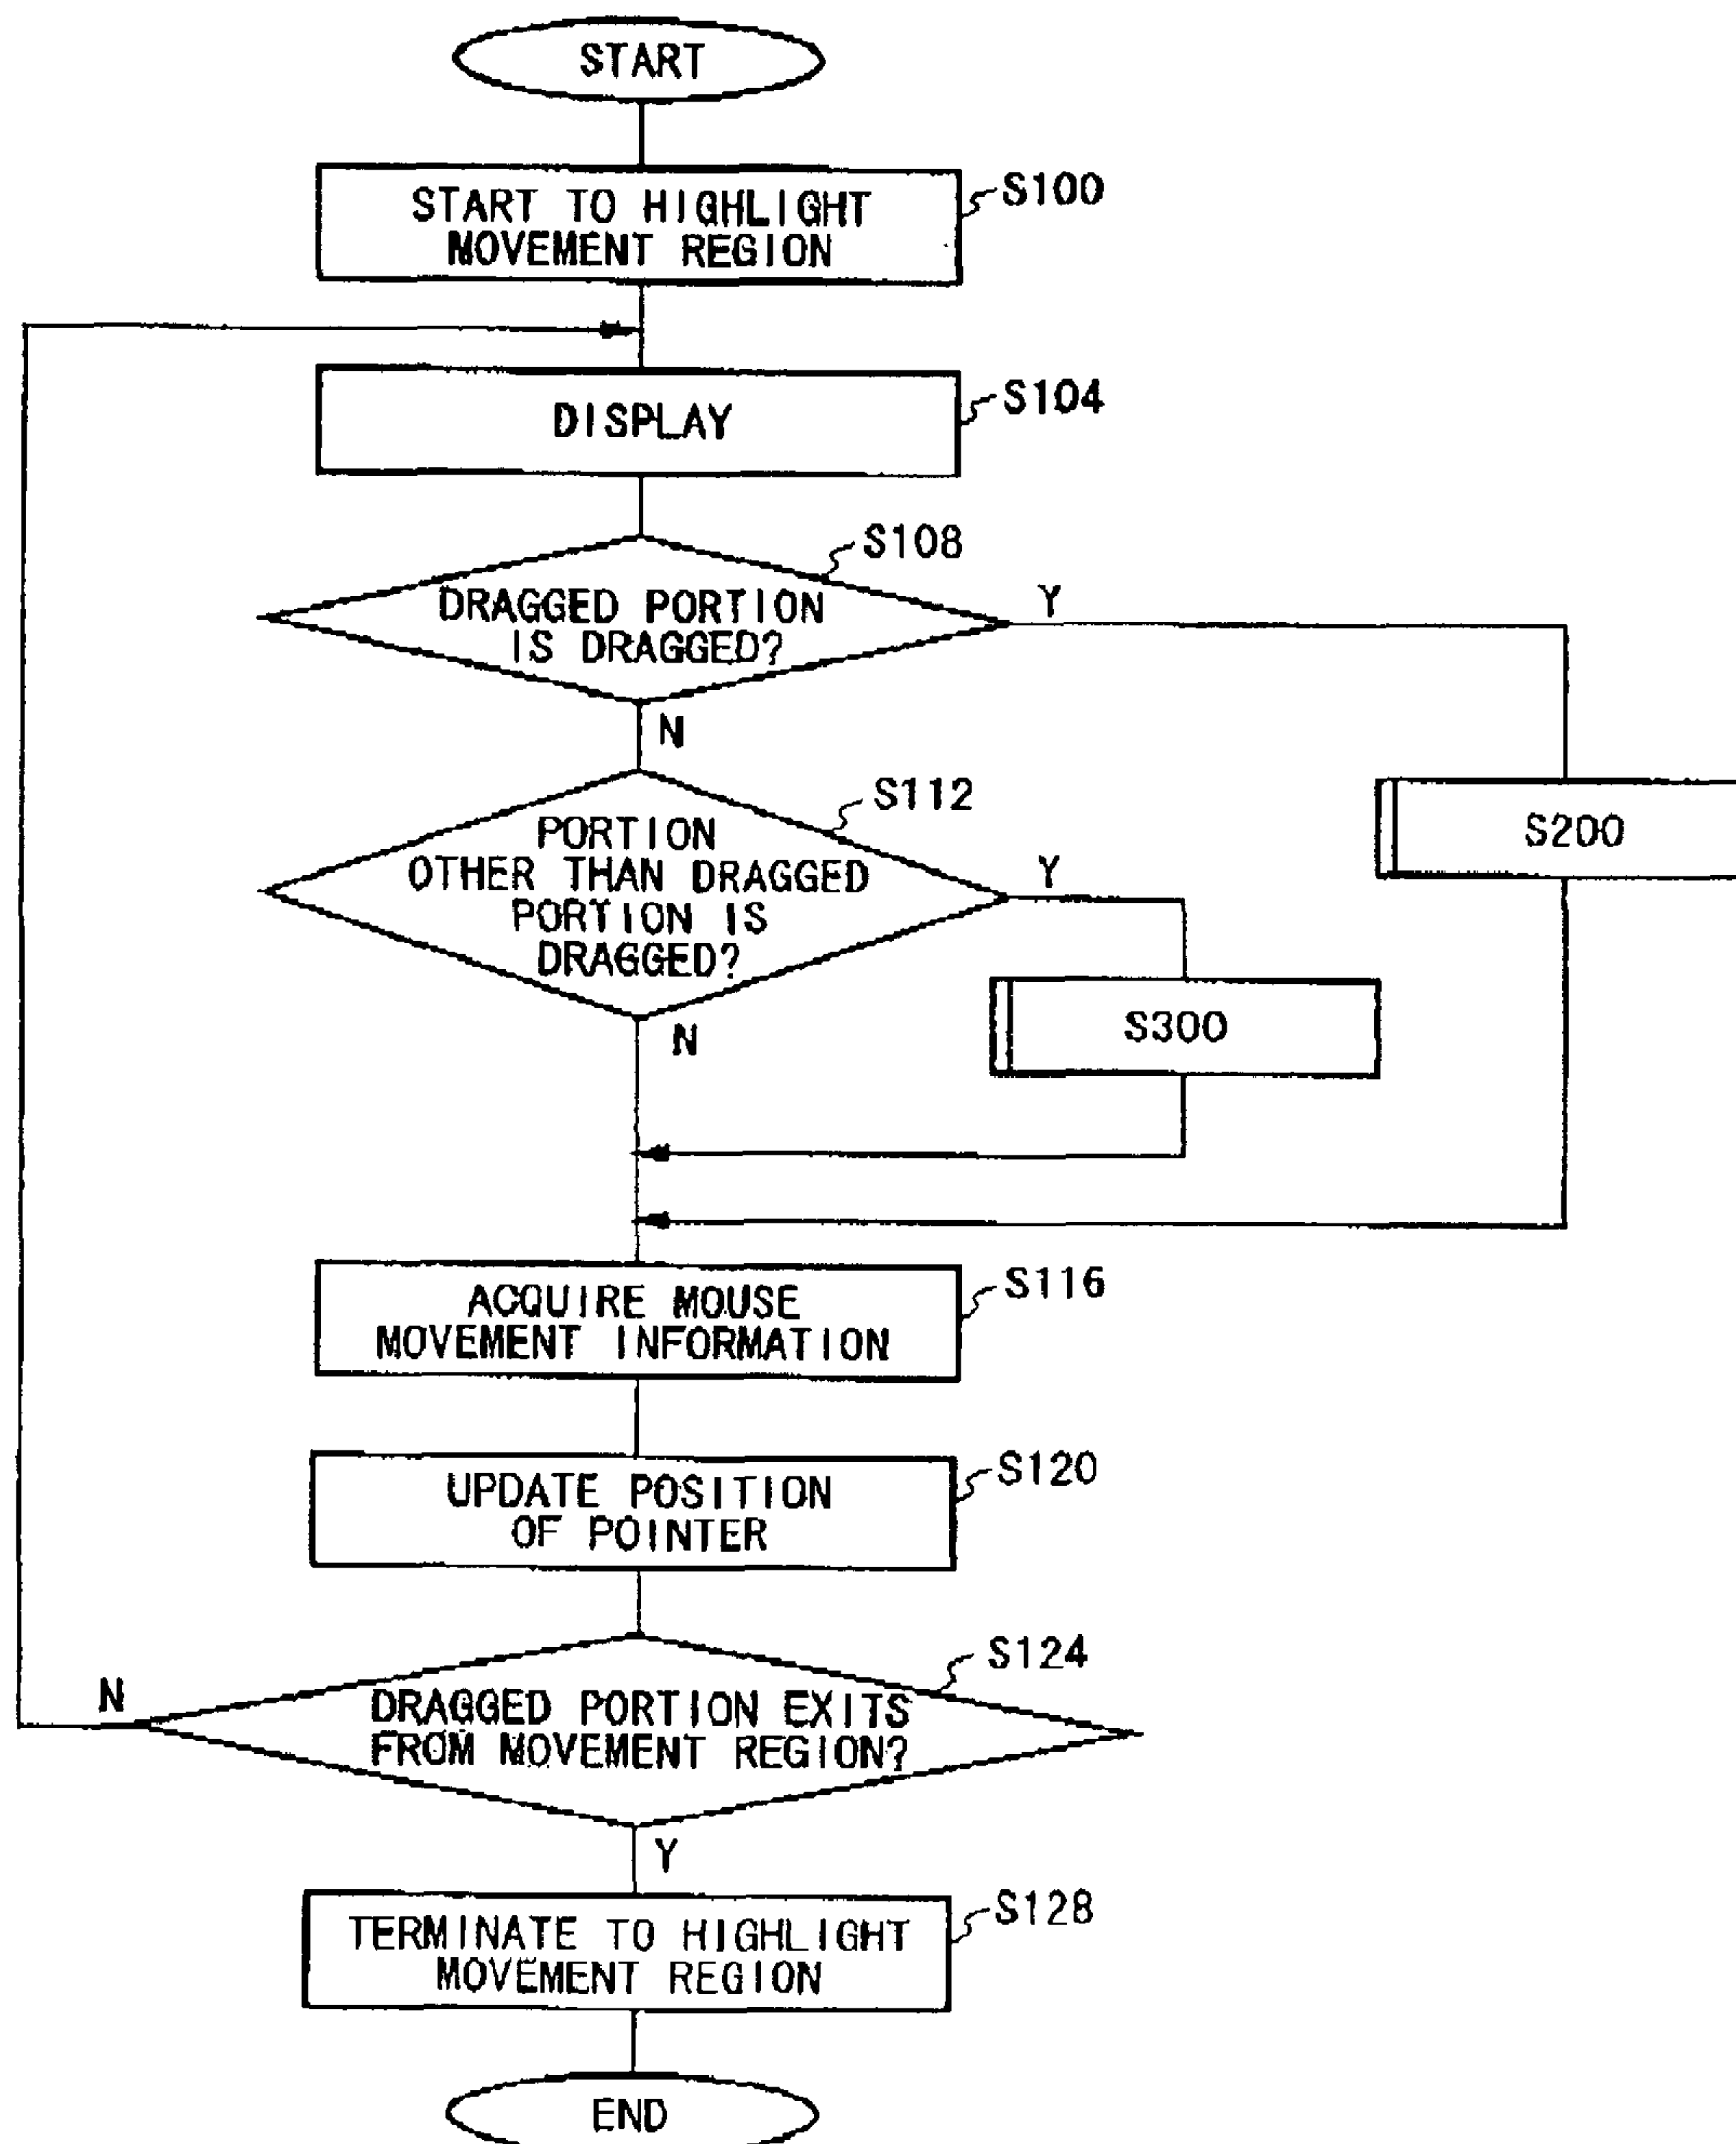 START
START TO HIGHLIGHT
MOVEMENT REGION
S100
DISPLAY
S104
S108
DRAGGED PORTION
IS DRAGGED?
Y
N
S112
PORTION
OTHER THAN DRAGGED
PORTION IS
DRAGGED?
Y
N
S200
S300
ACQUIRE MOUSE
MOVEMENT INFORMATION
S116
UPDATE POSITION
OF POINTER
S120
S124
DRAGGED PORTION EXITS
FROM MOVEMENT REGION?
N
Y
TERMINATE TO HIGHLIGHT
MOVEMENT REGION
S128
END